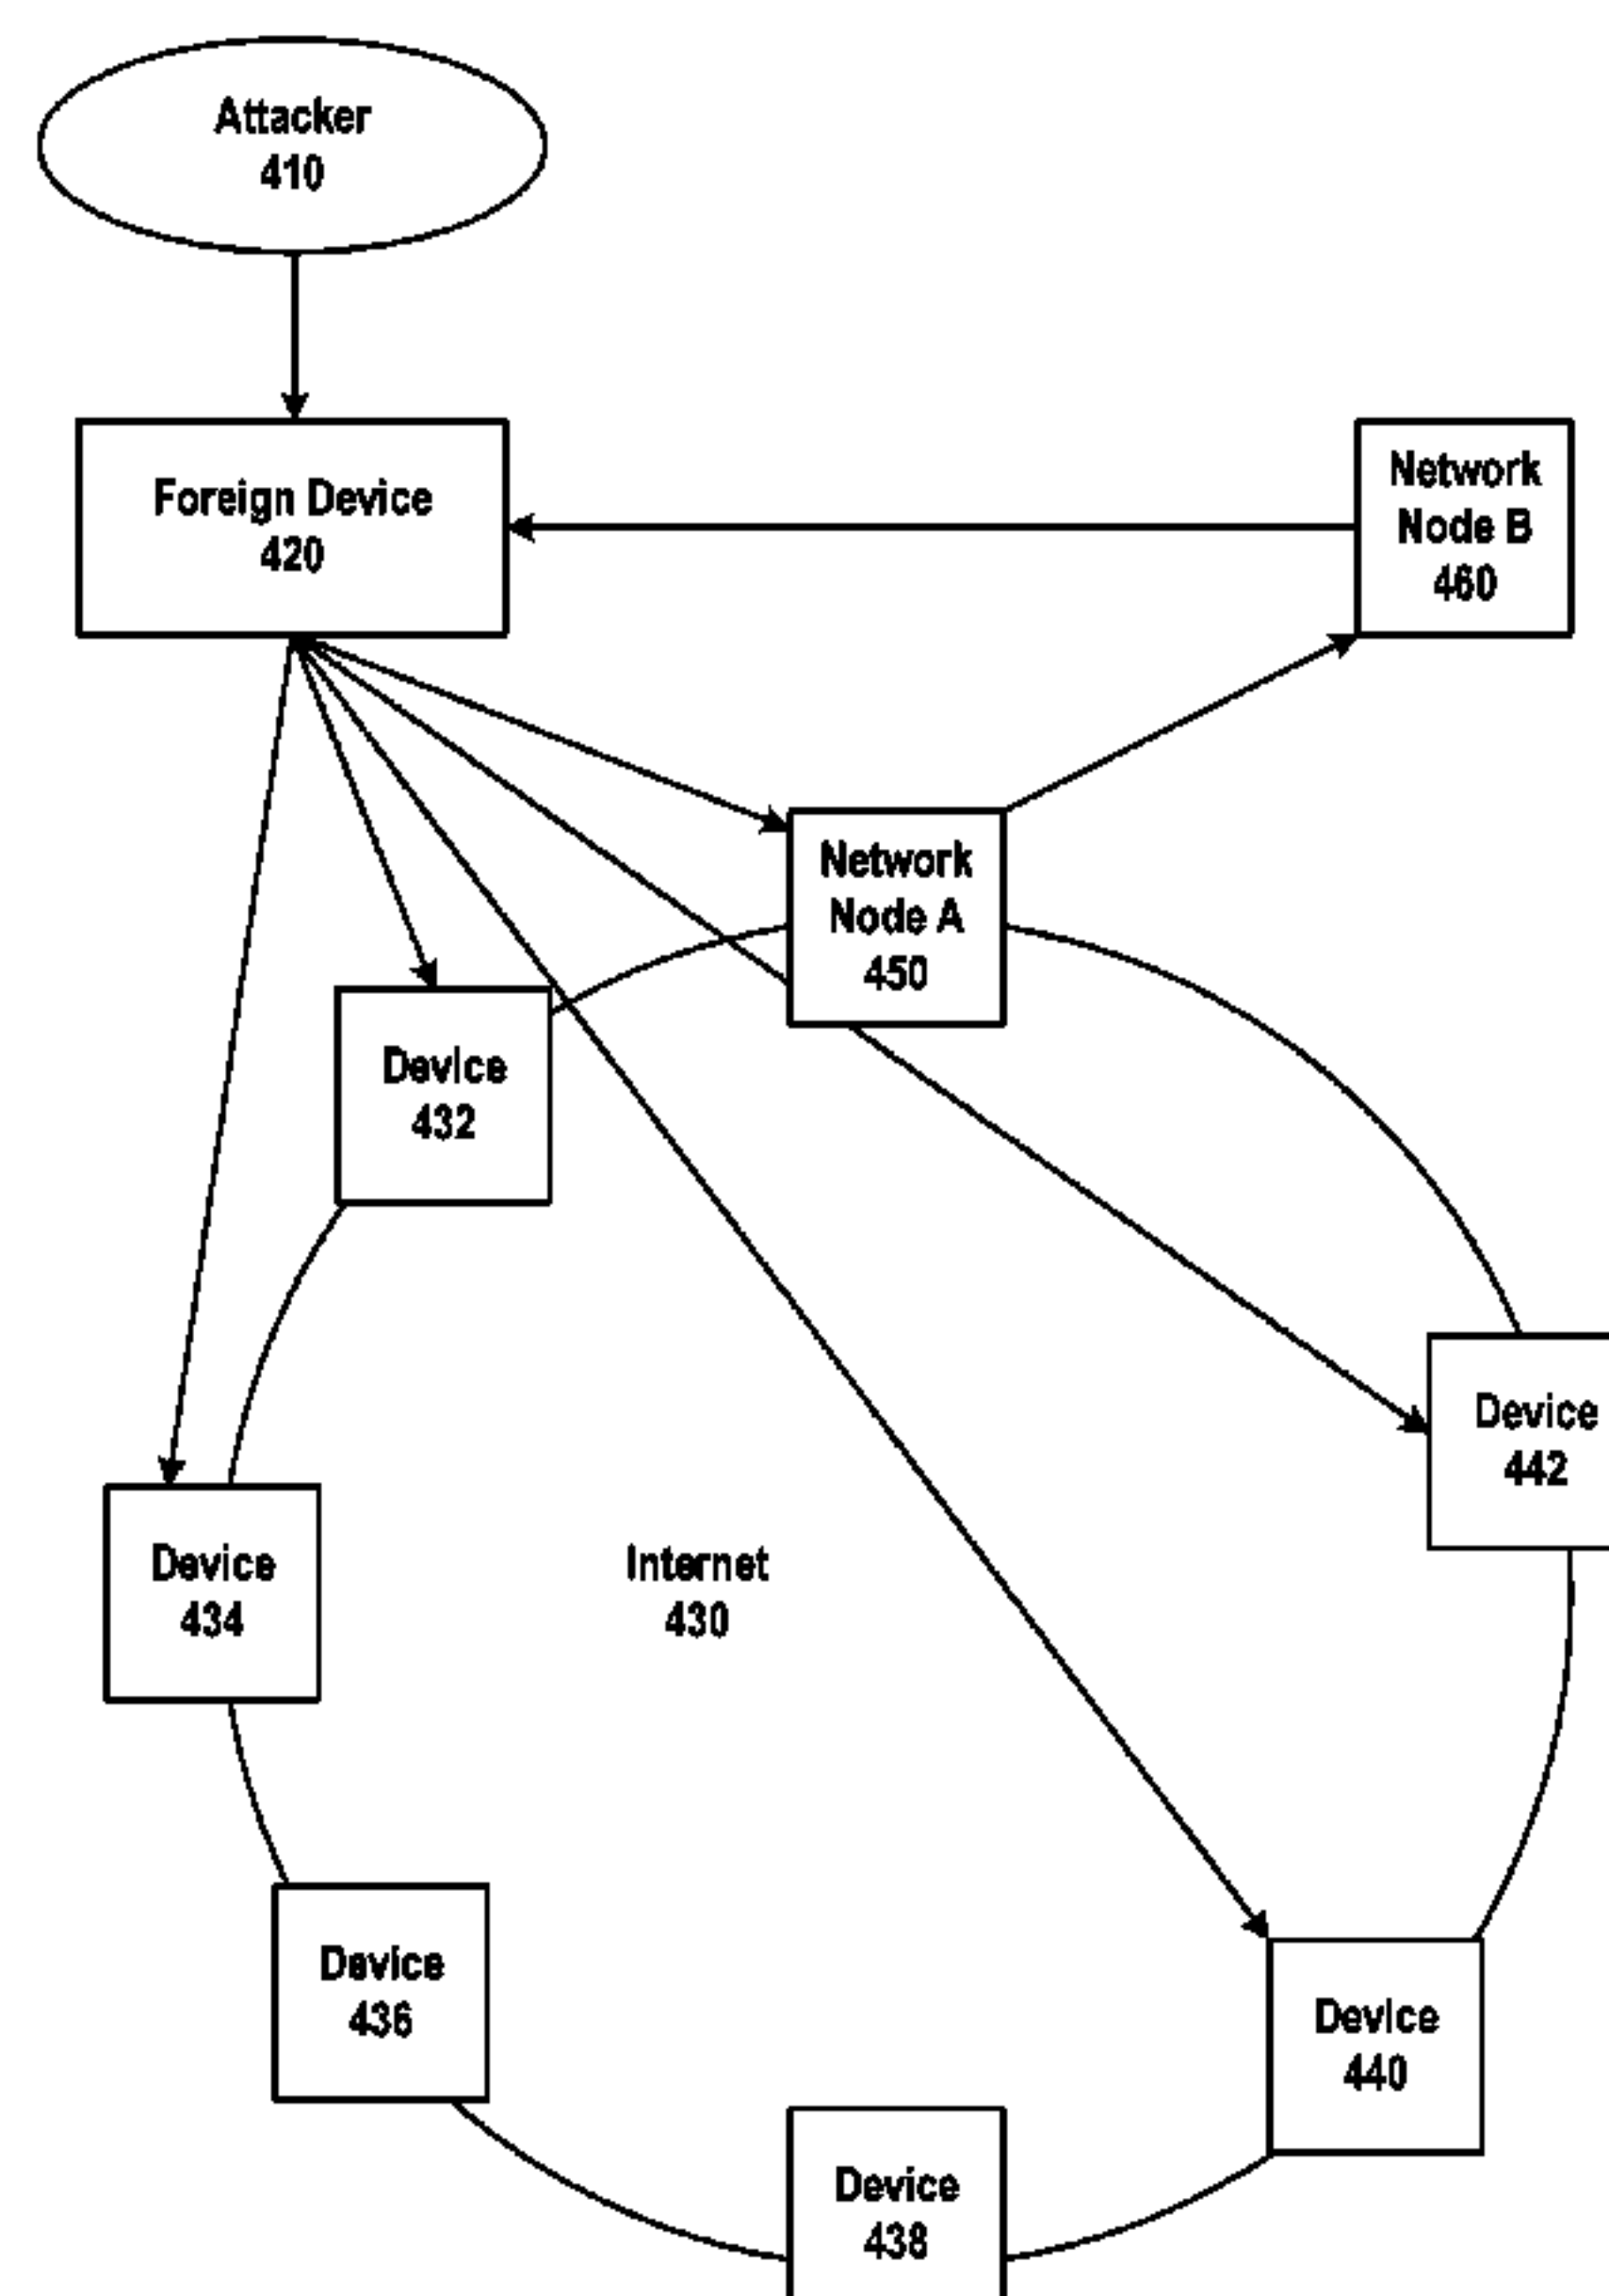 Attacker
410
Foreign Device
420
Network
Node B
460
Network
Node A
450
Device
432
Device
442
Device
434
Internet
430
Device
436
Device
440
Device
438